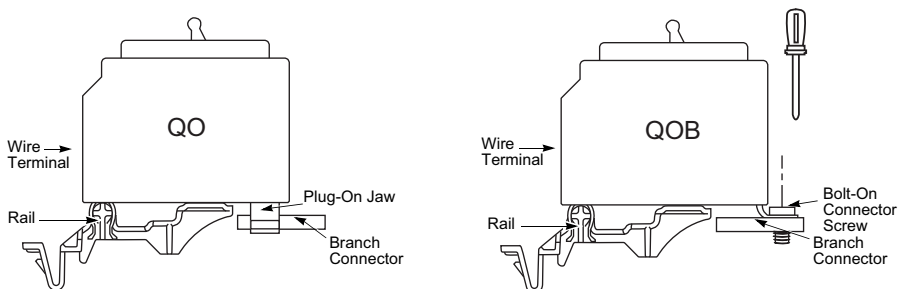 QO
Wire
Terminal
Plug-On Jaw
Rail
Branch
Connector
QOB
Wire
Terminal
Bolt-On
Connector
Screw
Rail
Branch
Connector